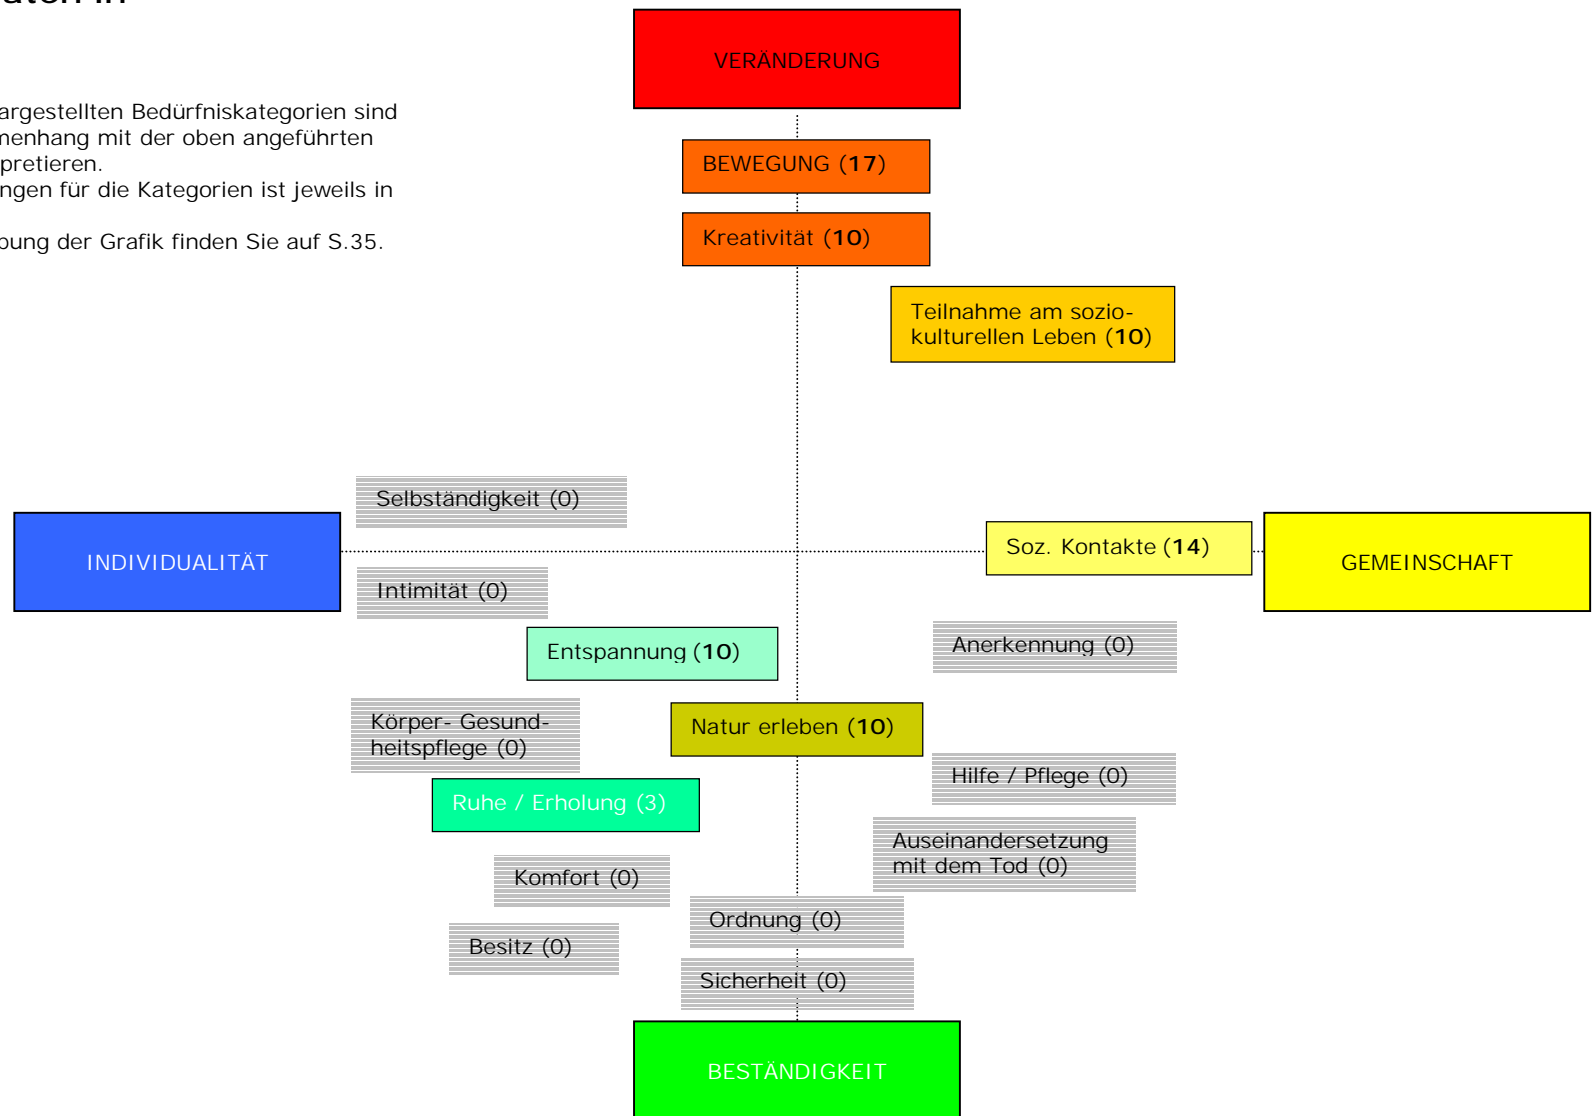 VERÄNDERUNG
argestellten Bedürfniskategorien sind
menhang mit der oben angeführten
pretieren.
ngen für die Kategorien ist jeweils in
bung der Grafik finden Sie auf S.35.
BEWEGUNG (17)
Kreativität (10)
Teilnahme am sozio-
kulturellen Leben (10)
Selbständigkeit (0)
INDIVIDUALITÄT
Soz. Kontakte (14)
GEMEINSCHAFT
Intimität (0)
Entspannung (10)
Anerkennung (0)
Körper- Gesund-
heitspflege (0)
Natur erleben (10)
Hilfe / Pflege (0)
Ruhe / Erholung (3)
Auseinandersetzung
mit dem Tod (0)
Komfort (0)
Ordnung (0)
Besitz (0)
Sicherheit (0)
BESTÄNDIGKEIT